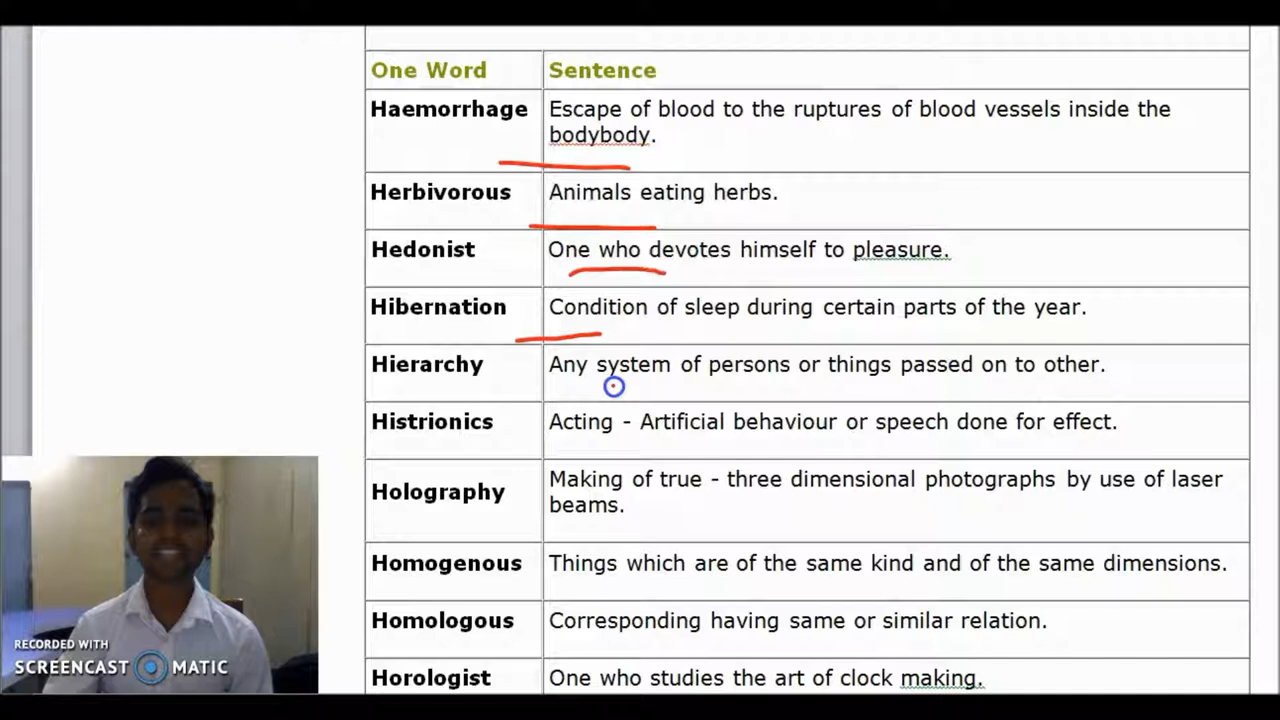 One Word Sentence
Haemorrhage Escape of blood to the ruptures of blood vessels inside the
bodybody.
Herbivorous Animals eating herbs.
Hedonist One who devotes himself to pleasure.
Hibernation Condition of sleep during certain parts of the year.
Hierarchy Any system of persons or things passed on to other.
Histrionics Acting - Artificial behaviour or speech done for effect.
Holography Making of true - three dimensional photographs by use of laser
beams.
Homogenous Things which are of the same kind and of the same dimensions.
Homologous Corresponding having same or similar relation.
Horologist One who studies the art of clock making.
RECORDED WITH
SCREENCAST MATIC